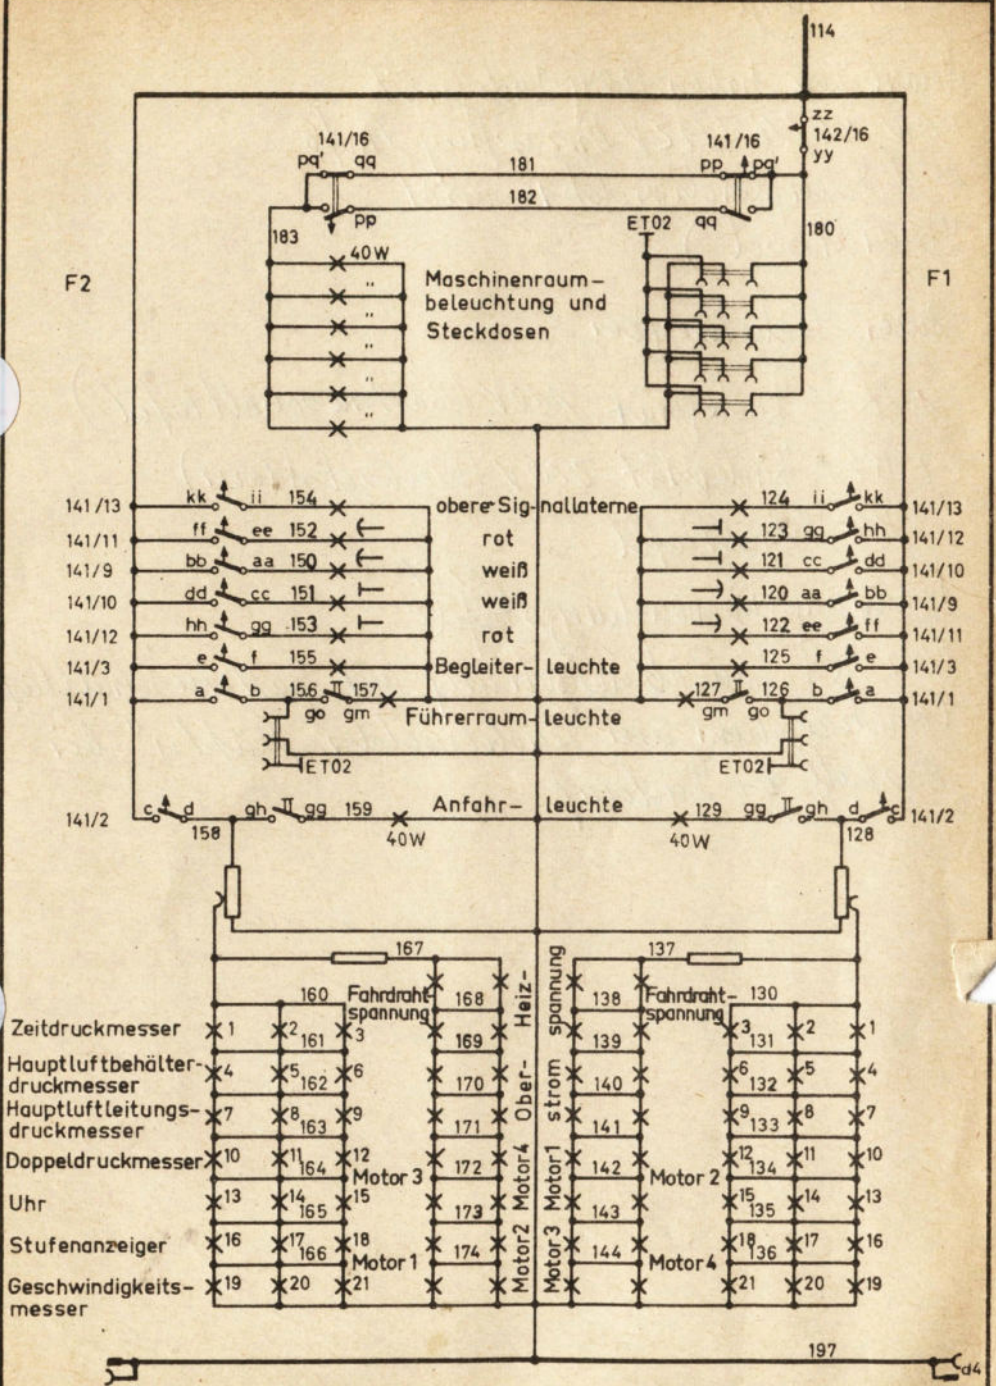 114
zz
142/16
yy
141/16
pq' qq
181
141/16
pp pq'
182
pp
ET02
qq
183
180
40W
"
"
"
"
"
F2
F1
Maschinenraum-
beleuchtung und
Steckdosen
141/13 kk ii 154 obere Signallaterne 124 ii kk 141/13
141/11 ff ee 152 rot 123 gg hh 141/12
141/9 bb aa 150 weiß 121 cc dd 141/10
141/10 dd cc 151 weiß 120 aa bb 141/9
141/12 hh gg 153 rot 122 ee ff 141/11
141/3 e f 155 Begleiter- leuchte 125 f e 141/3
141/1 a b 156 157 127 126 b a 141/1
go gm Führerraum- leuchte gm go
ET02 ET02
141/2 c d gh gg 159 Anfahr- leuchte 129 gg gh d c 141/2
158 40W 40W 128
167 137
160 Fahrdraht- 168 Heiz- spannung 138 Fahrdraht- 130
spannung spannung
Zeitdruckmesser 1 2 3 3 2 1
161 169 139 131
Hauptluftbehälter- 4 5 6 6 5 4
druckmesser 162 170 140 132
Hauptluftleitungs- 7 8 9 9 8 7
druckmesser 163 171 141 133
Ober- strom
Doppeldruckmesser 10 11 12 12 11 10
164 Motor 3 172 Motor4 Motor1 142 Motor 2 134
Uhr 13 14 15 15 14 13
165 173 143 135
Stufenanzeiger 16 17 18 18 17 16
166 Motor 1 174 Motor2 Motor 3 144 Motor 4 136
Geschwindigkeits- 19 20 21 21 20 19
messer
197
d4